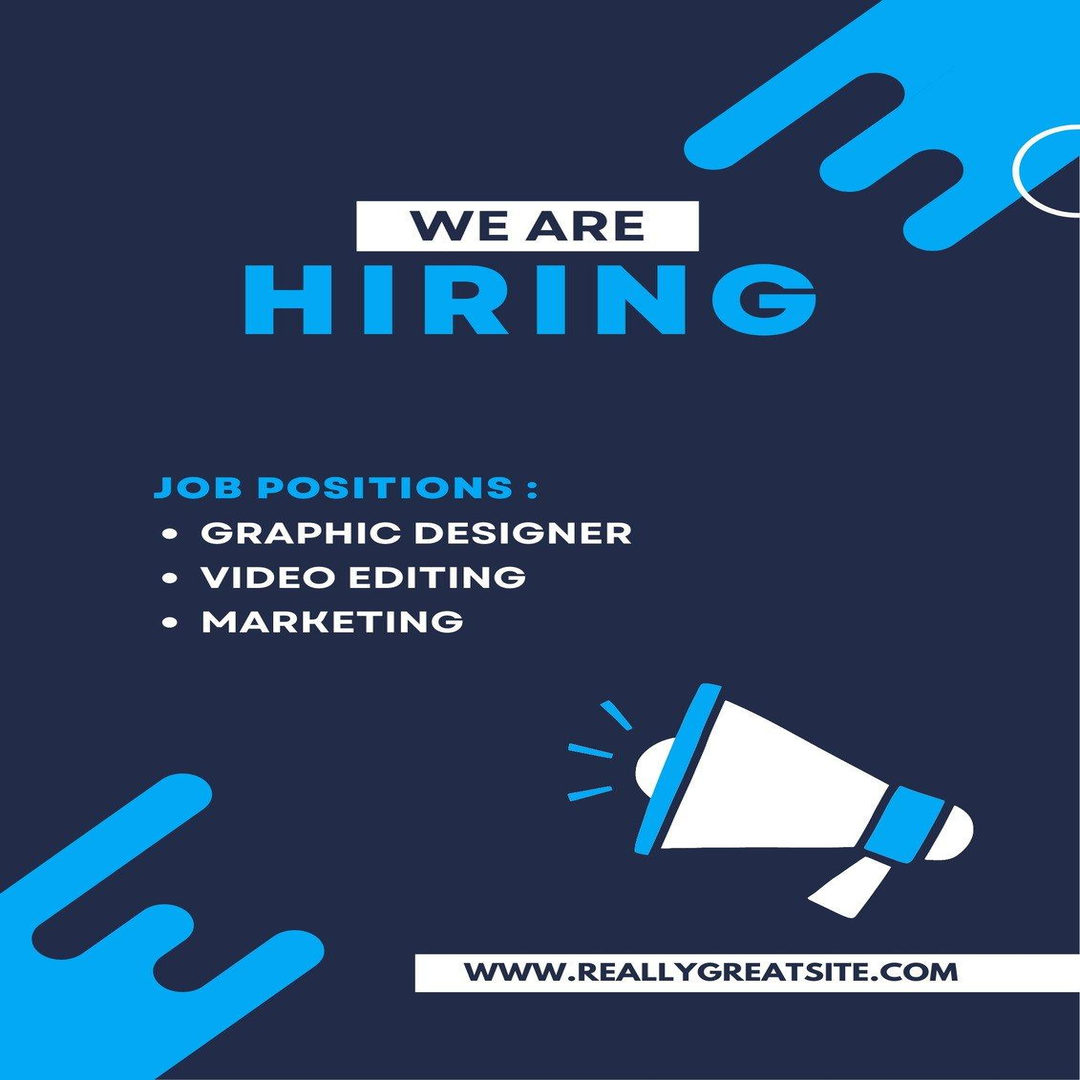 WE ARE
HIRING
JOB POSITIONS :
• GRAPHIC DESIGNER
• VIDEO EDITING
• MARKETING
WWW.REALLYGREATSITE.COM